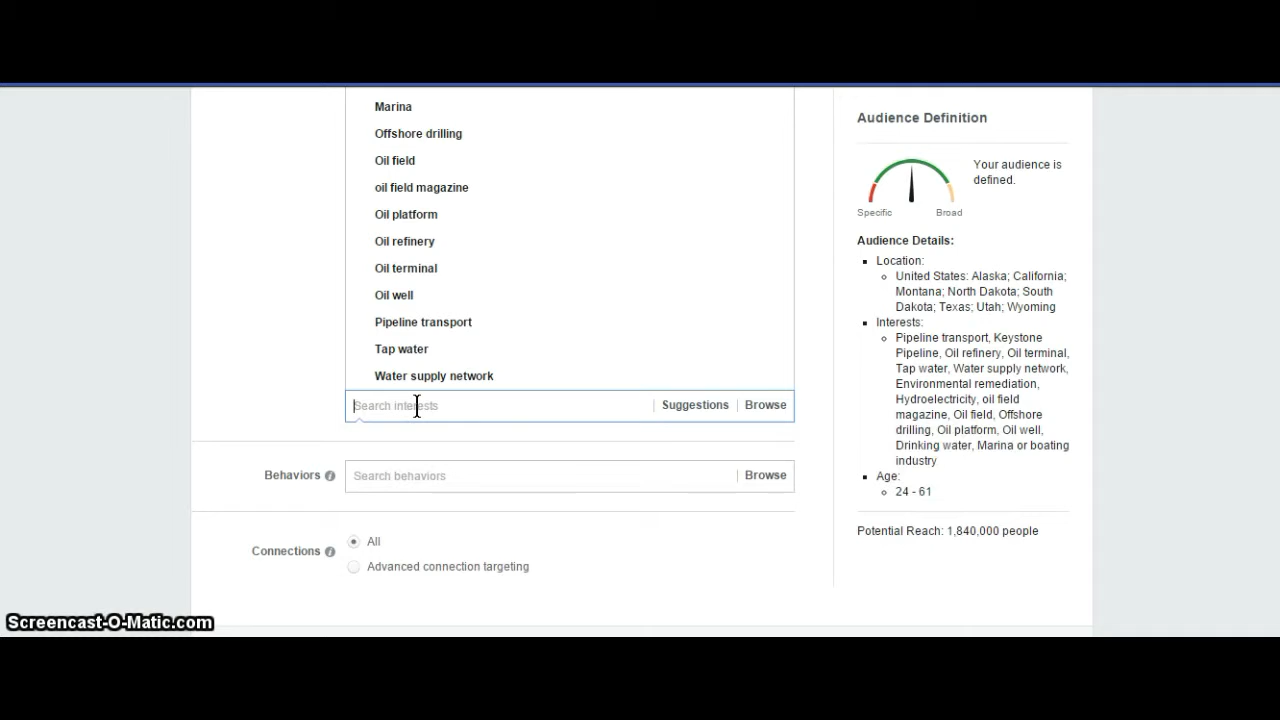 Marina
Offshore drilling
Oil field
oil field magazine
Oil platform
Oil refinery
Oil terminal
Oil well
Pipeline transport
Tap water
Water supply network
Search interests
Suggestions
Browse
Behaviors
Search behaviors
Browse
Connections
All
Advanced connection targeting
Audience Definition
Your audience is
defined.
Specific
Broad
Audience Details:
Location:
United States: Alaska; California;
Montana; North Dakota; South
Dakota; Texas; Utah; Wyoming
Interests:
Pipeline transport, Keystone
Pipeline, Oil refinery, Oil terminal,
Tap water, Water supply network,
Environmental remediation,
Hydroelectricity, oil field
magazine, Oil field, Offshore
drilling, Oil platform, Oil well,
Drinking water, Marina or boating
industry
Age:
24 - 61
Potential Reach: 1,840,000 people
Screencast-O-Matic.com